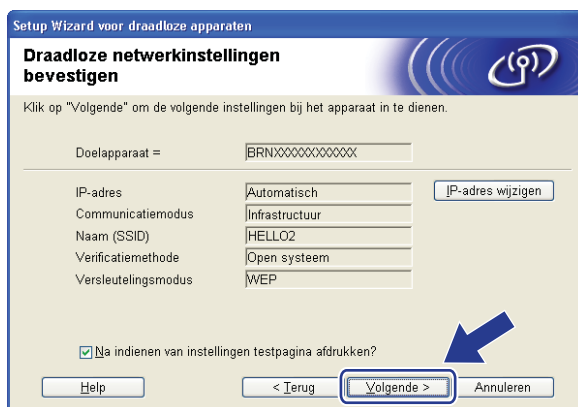 Setup Wizard voor draadloze apparaten
Draadloze netwerkinstellingen
bevestigen
Klik op "Volgende" om de volgende instellingen bij het apparaat in te dienen.
Doelapparaat = BRNXXXXXXXXXXXX
IP-adres Automatisch IP-adres wijzigen
Communicatiemodus Infrastructuur
Naam (SSID) HELLO2
Verificatiemethode Open systeem
Versleutelingsmodus WEP
Na indienen van instellingen testpagina afdrukken?
Help < Terug Volgende > Annuleren